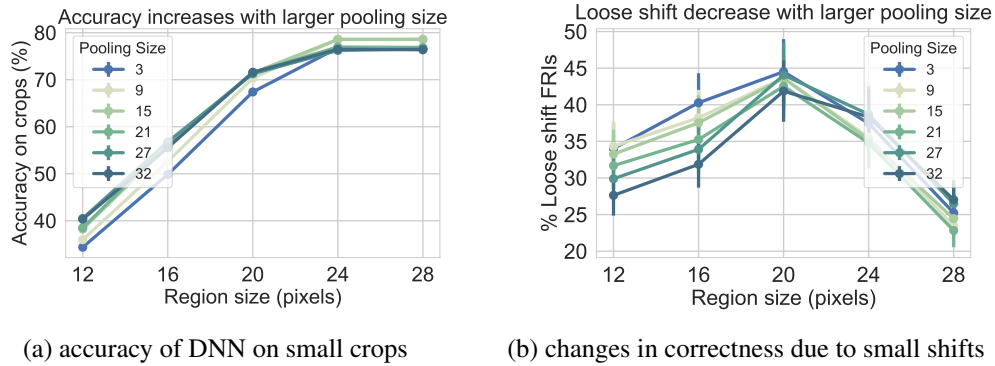 Accuracy increases with larger pooling size
Accuracy on crops (%)
80
70
60
50
40
Pooling Size
3
9
15
21
27
32
12 16 20 24 28
Region size (pixels)
(a) accuracy of DNN on small crops
Loose shift decrease with larger pooling size
% Loose shift FRIs
50
45
40
35
30
25
20
Pooling Size
3
9
15
21
27
32
12 16 20 24 28
Region size (pixels)
(b) changes in correctness due to small shifts